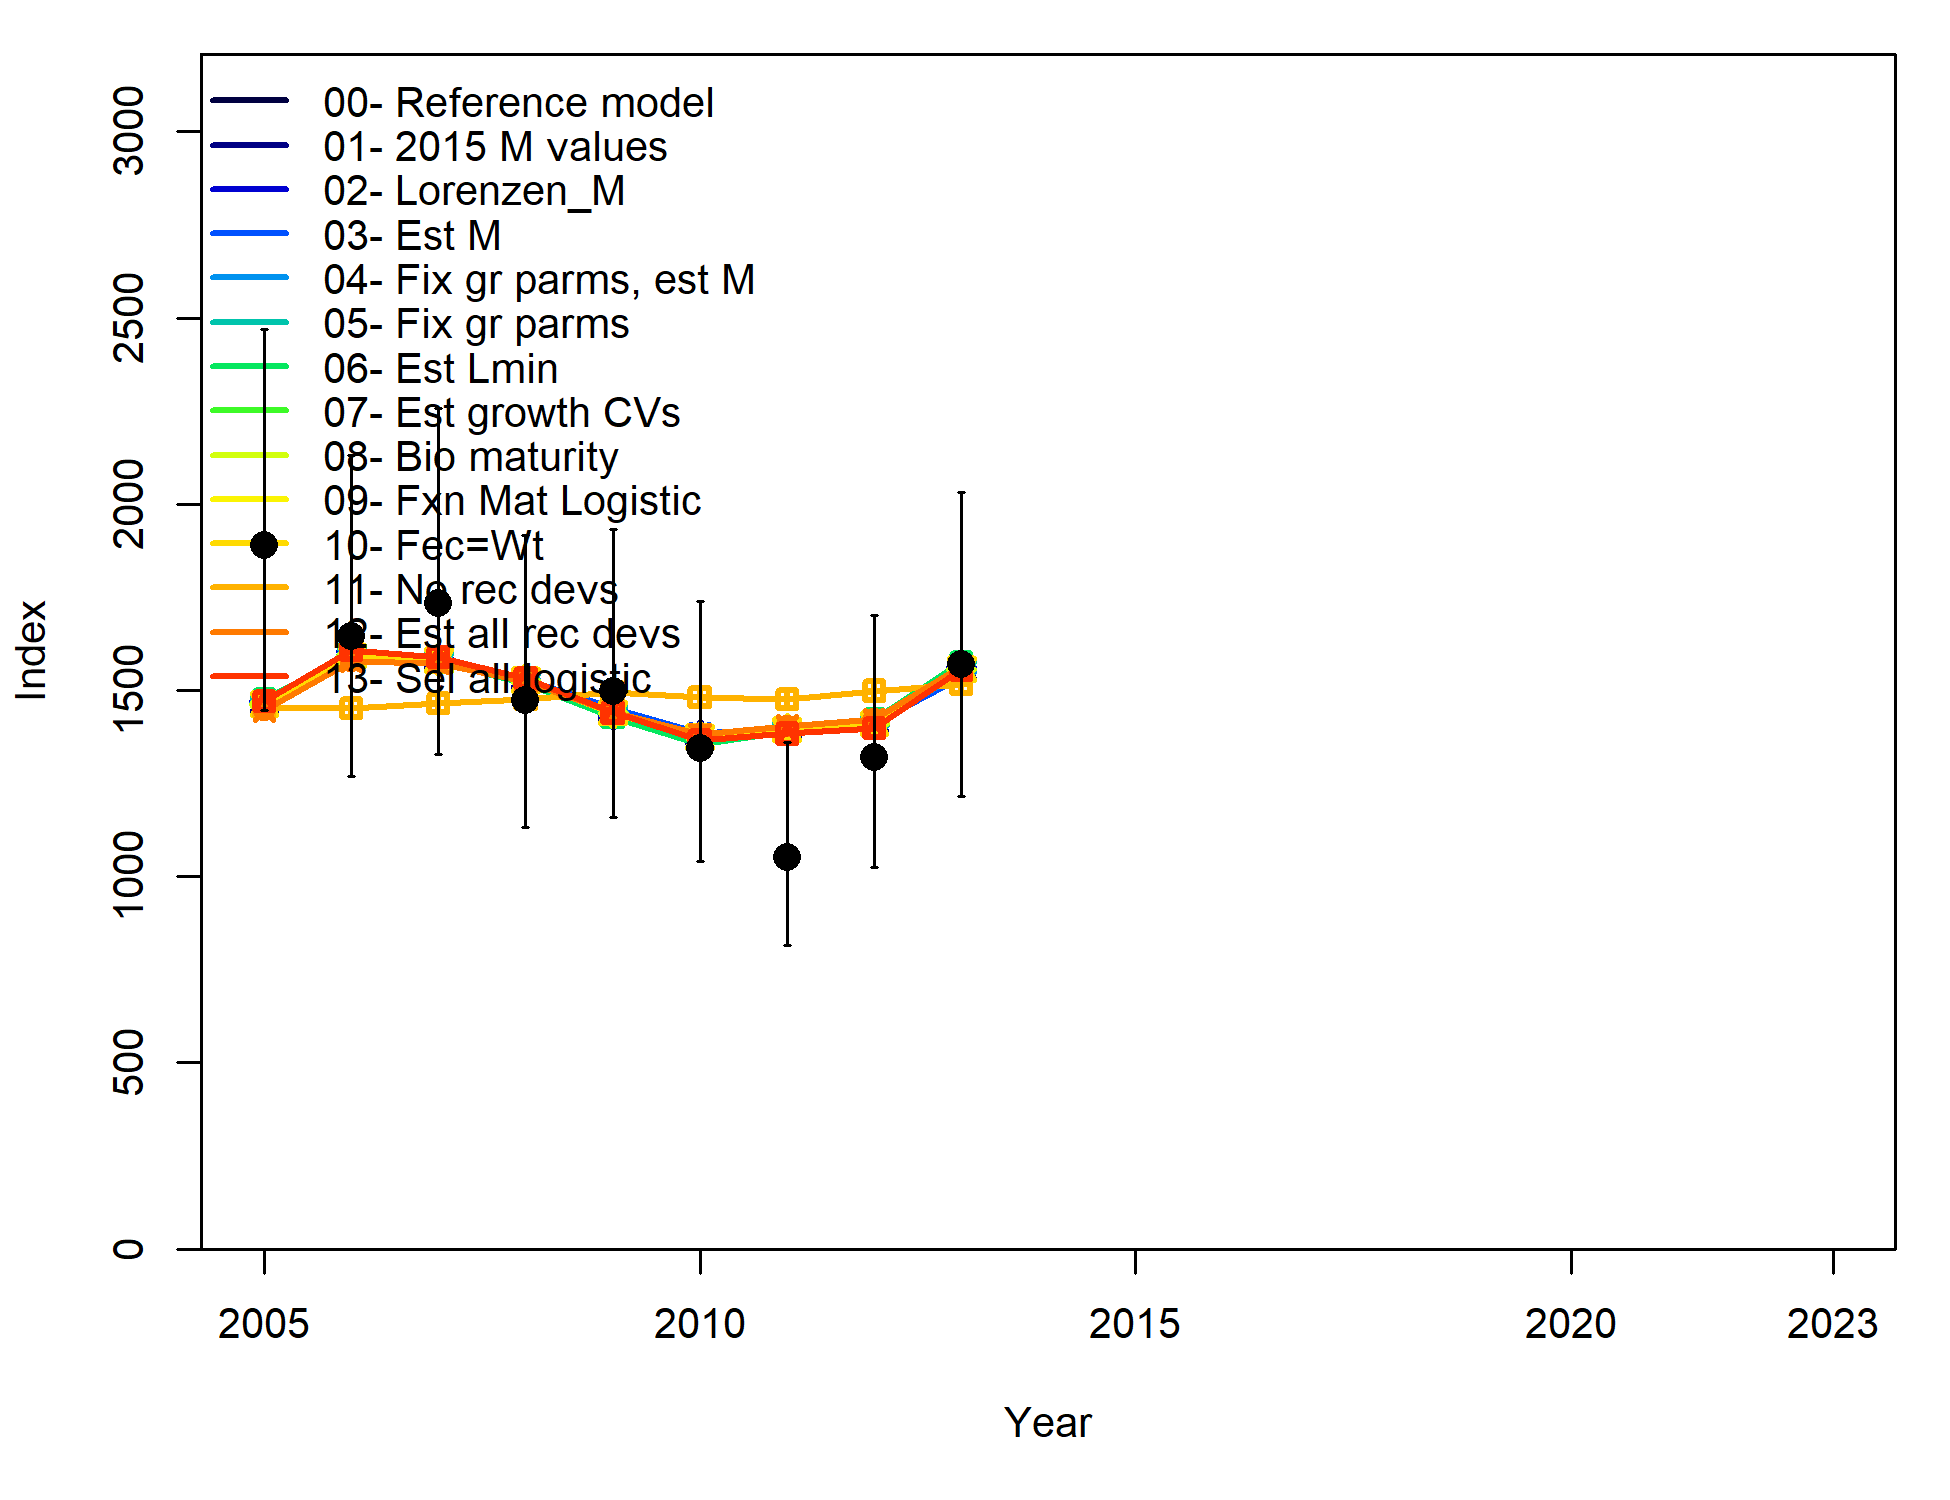 00- Reference model
01- 2015 M values
02- Lorenzen_M
03- Est M
04- Fix gr parms, est M
05- Fix gr parms
06- Est Lmin
07- Est growth CVs
08- Bio maturity
09- Fxn Mat Logistic
10- Fec=Wt
11- No rec devs
12- Est all rec devs
13- Sel all logistic
3000
2500
2000
1500
1000
500
0
Index
2005 2010 2015 2020 2023
Year